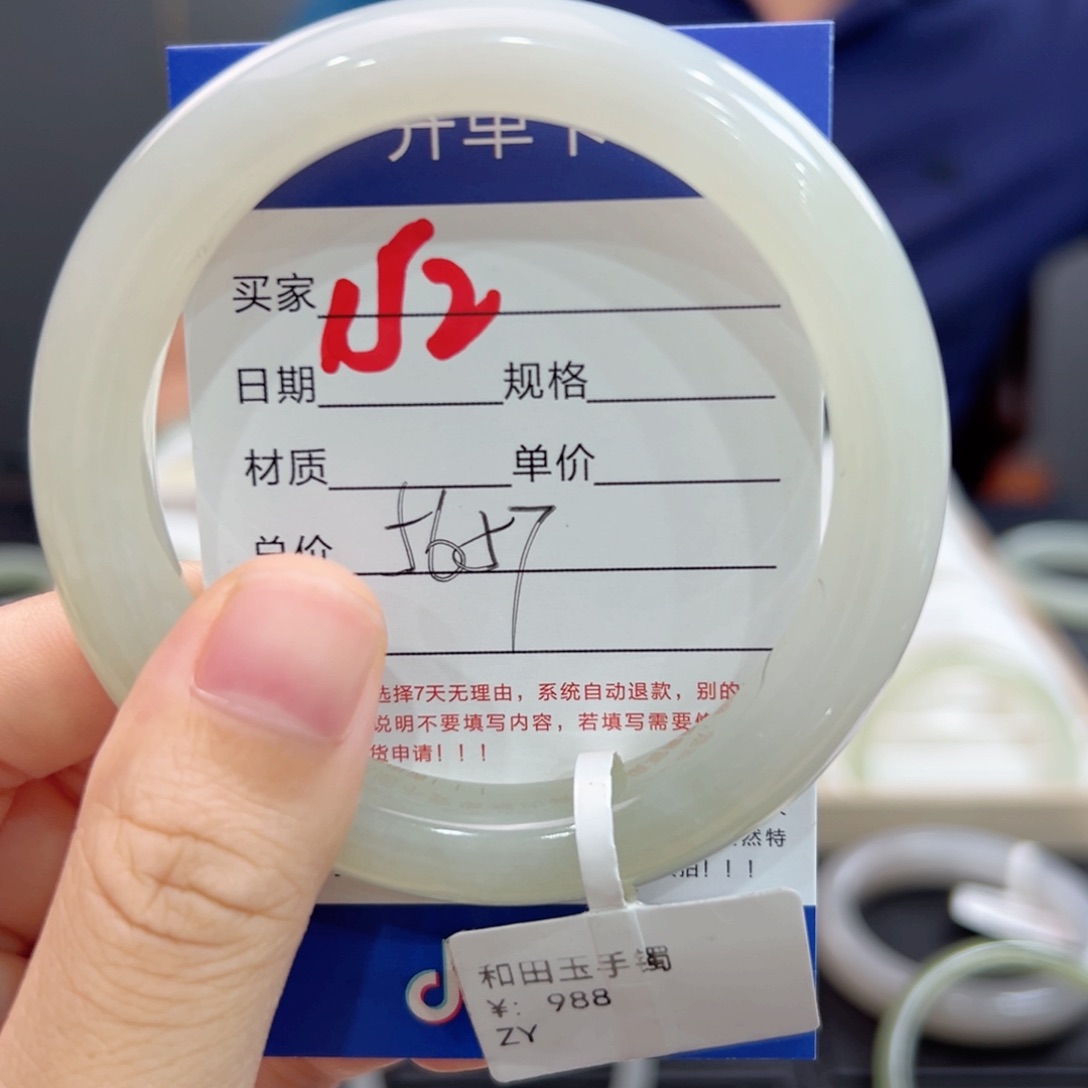 开单卡
买家
日期 规格
材质 单价
总价 56x7
选择7天无理由，系统自动退款，别的
说明不要填写内容，若填写需要修
货申请！！！
然特
！！！
和田玉手镯
¥: 988
ZY